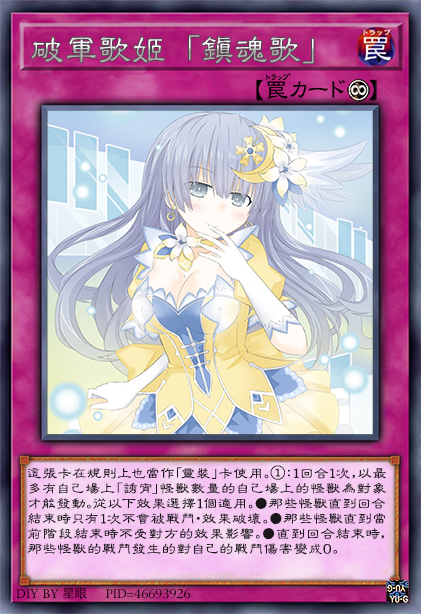 破軍歌姬「鎮魂歌」
トラップ
罠
【罠カード】
トラップ
這張卡在規則上也當作「靈裝」卡使用。①:1回合1次,以最
多有自己場上「詼宵」怪獸數量的自己場上的怪獸為對象
才能發動。從以下效果選擇1個適用。●那些怪獸直到回合
結束時只有1次不會被戰鬥·效果破壞。●那些怪獸直到當
前階段結束時不受對方的效果影響。●直到回合結束時,
那些怪獸的戰鬥發生的對自己的戰鬥傷害變成0。
DIY BY 星眼 PID=46693926